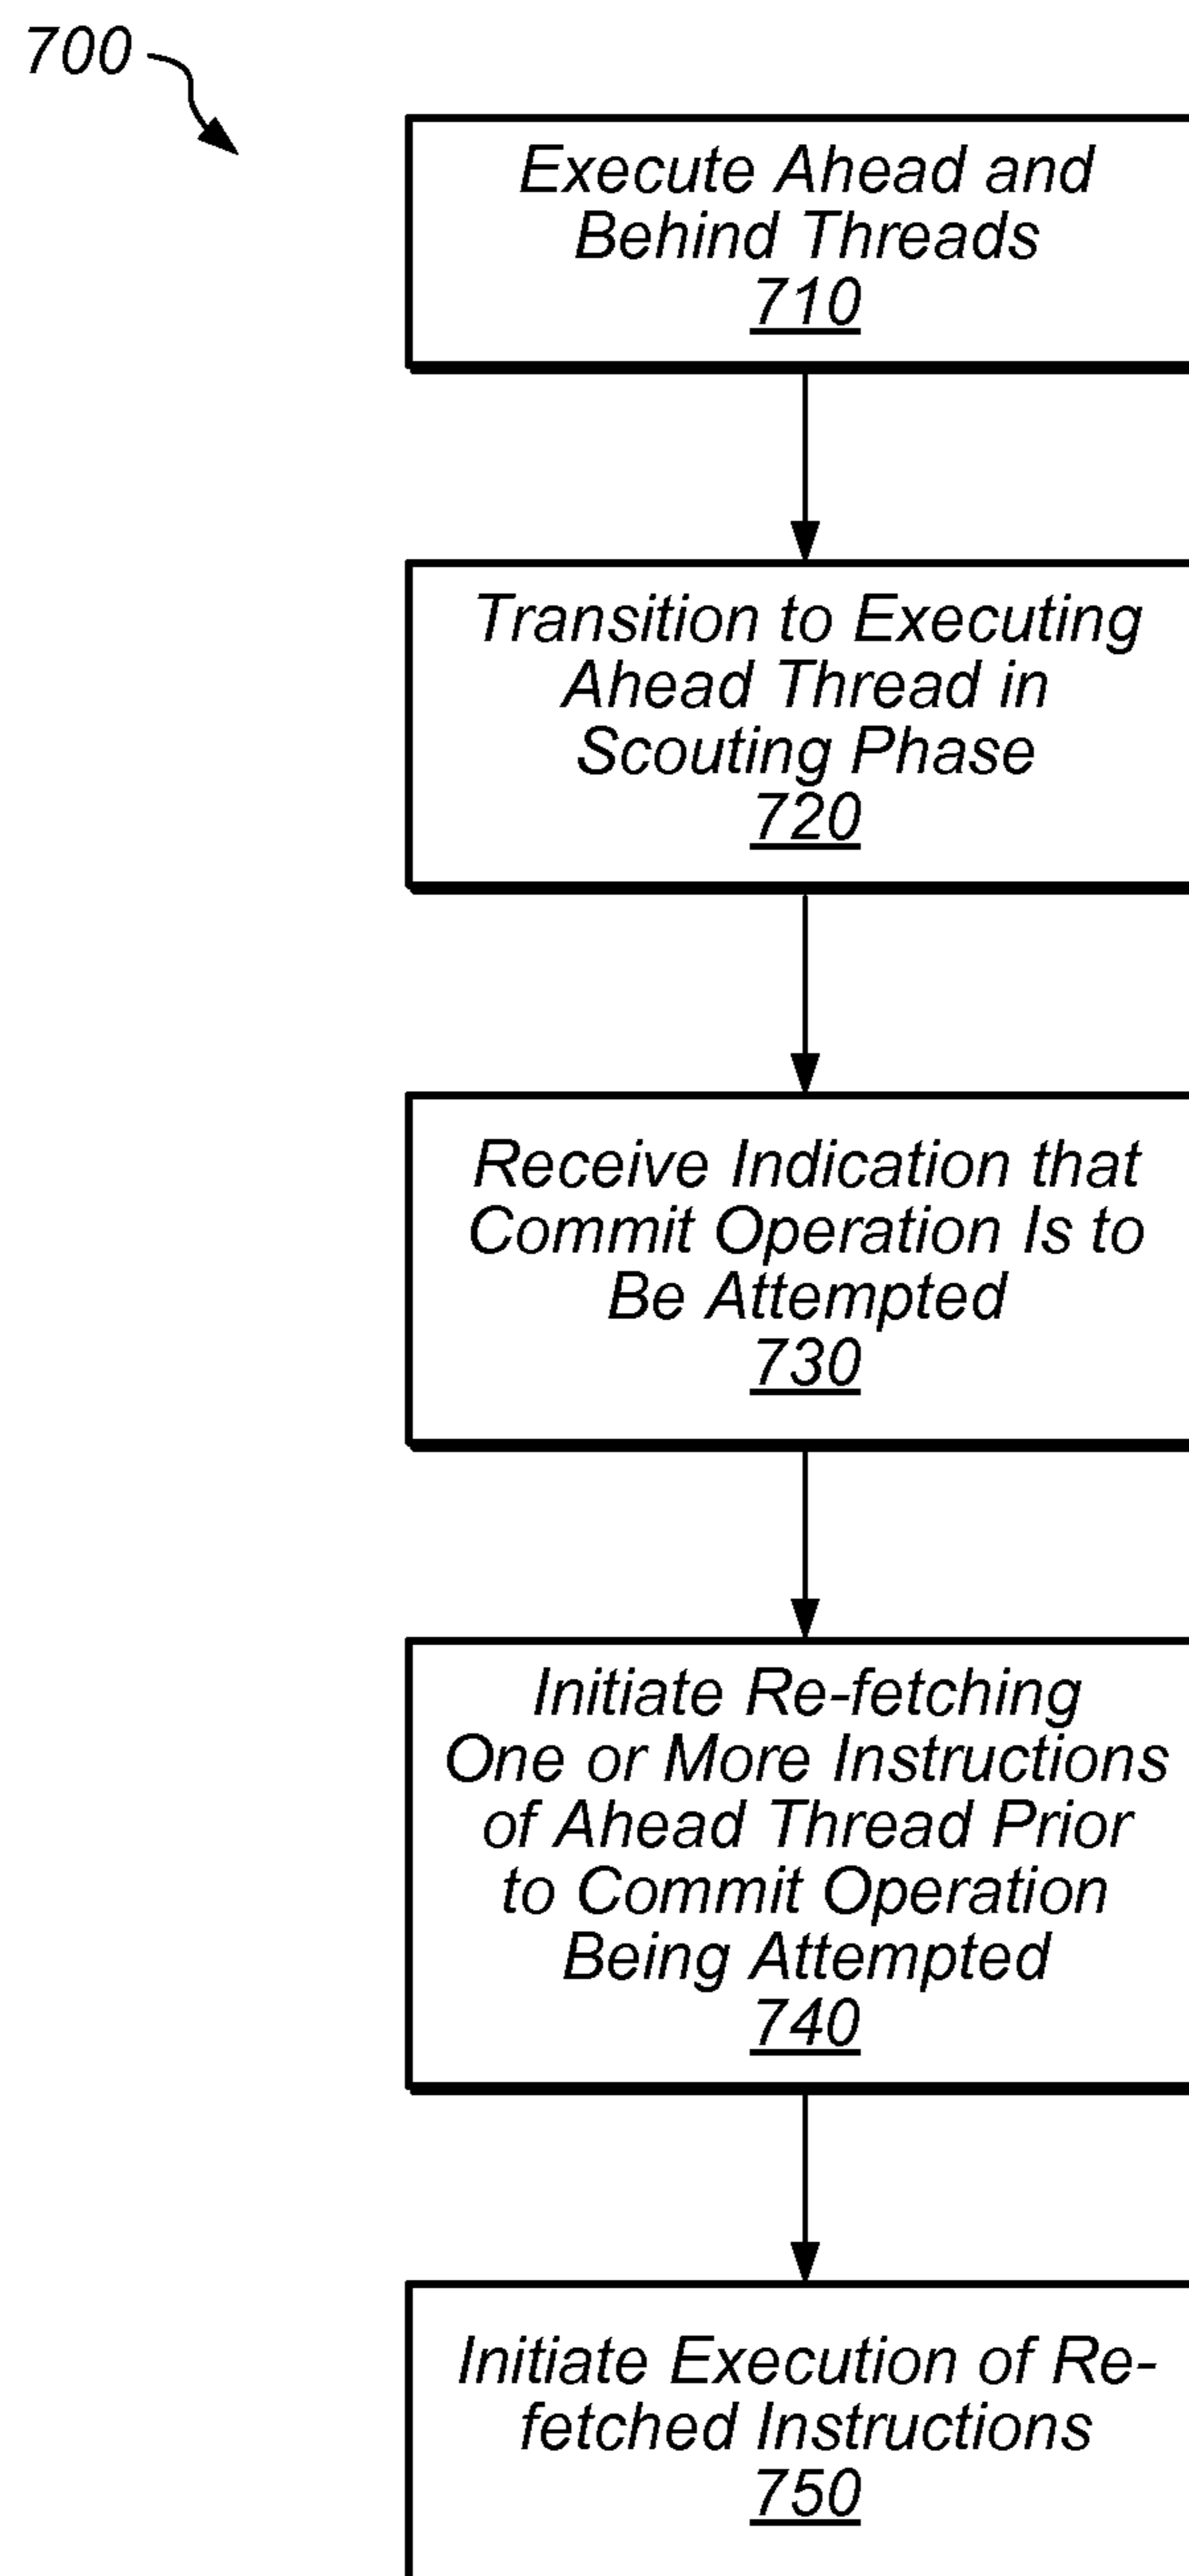 700
Execute Ahead and
Behind Threads
710
Transition to Executing
Ahead Thread in
Scouting Phase
720
Receive Indication that
Commit Operation Is to
Be Attempted
730
Initiate Re-fetching
One or More Instructions
of Ahead Thread Prior
to Commit Operation
Being Attempted
740
Initiate Execution of Re-
fetched Instructions
750